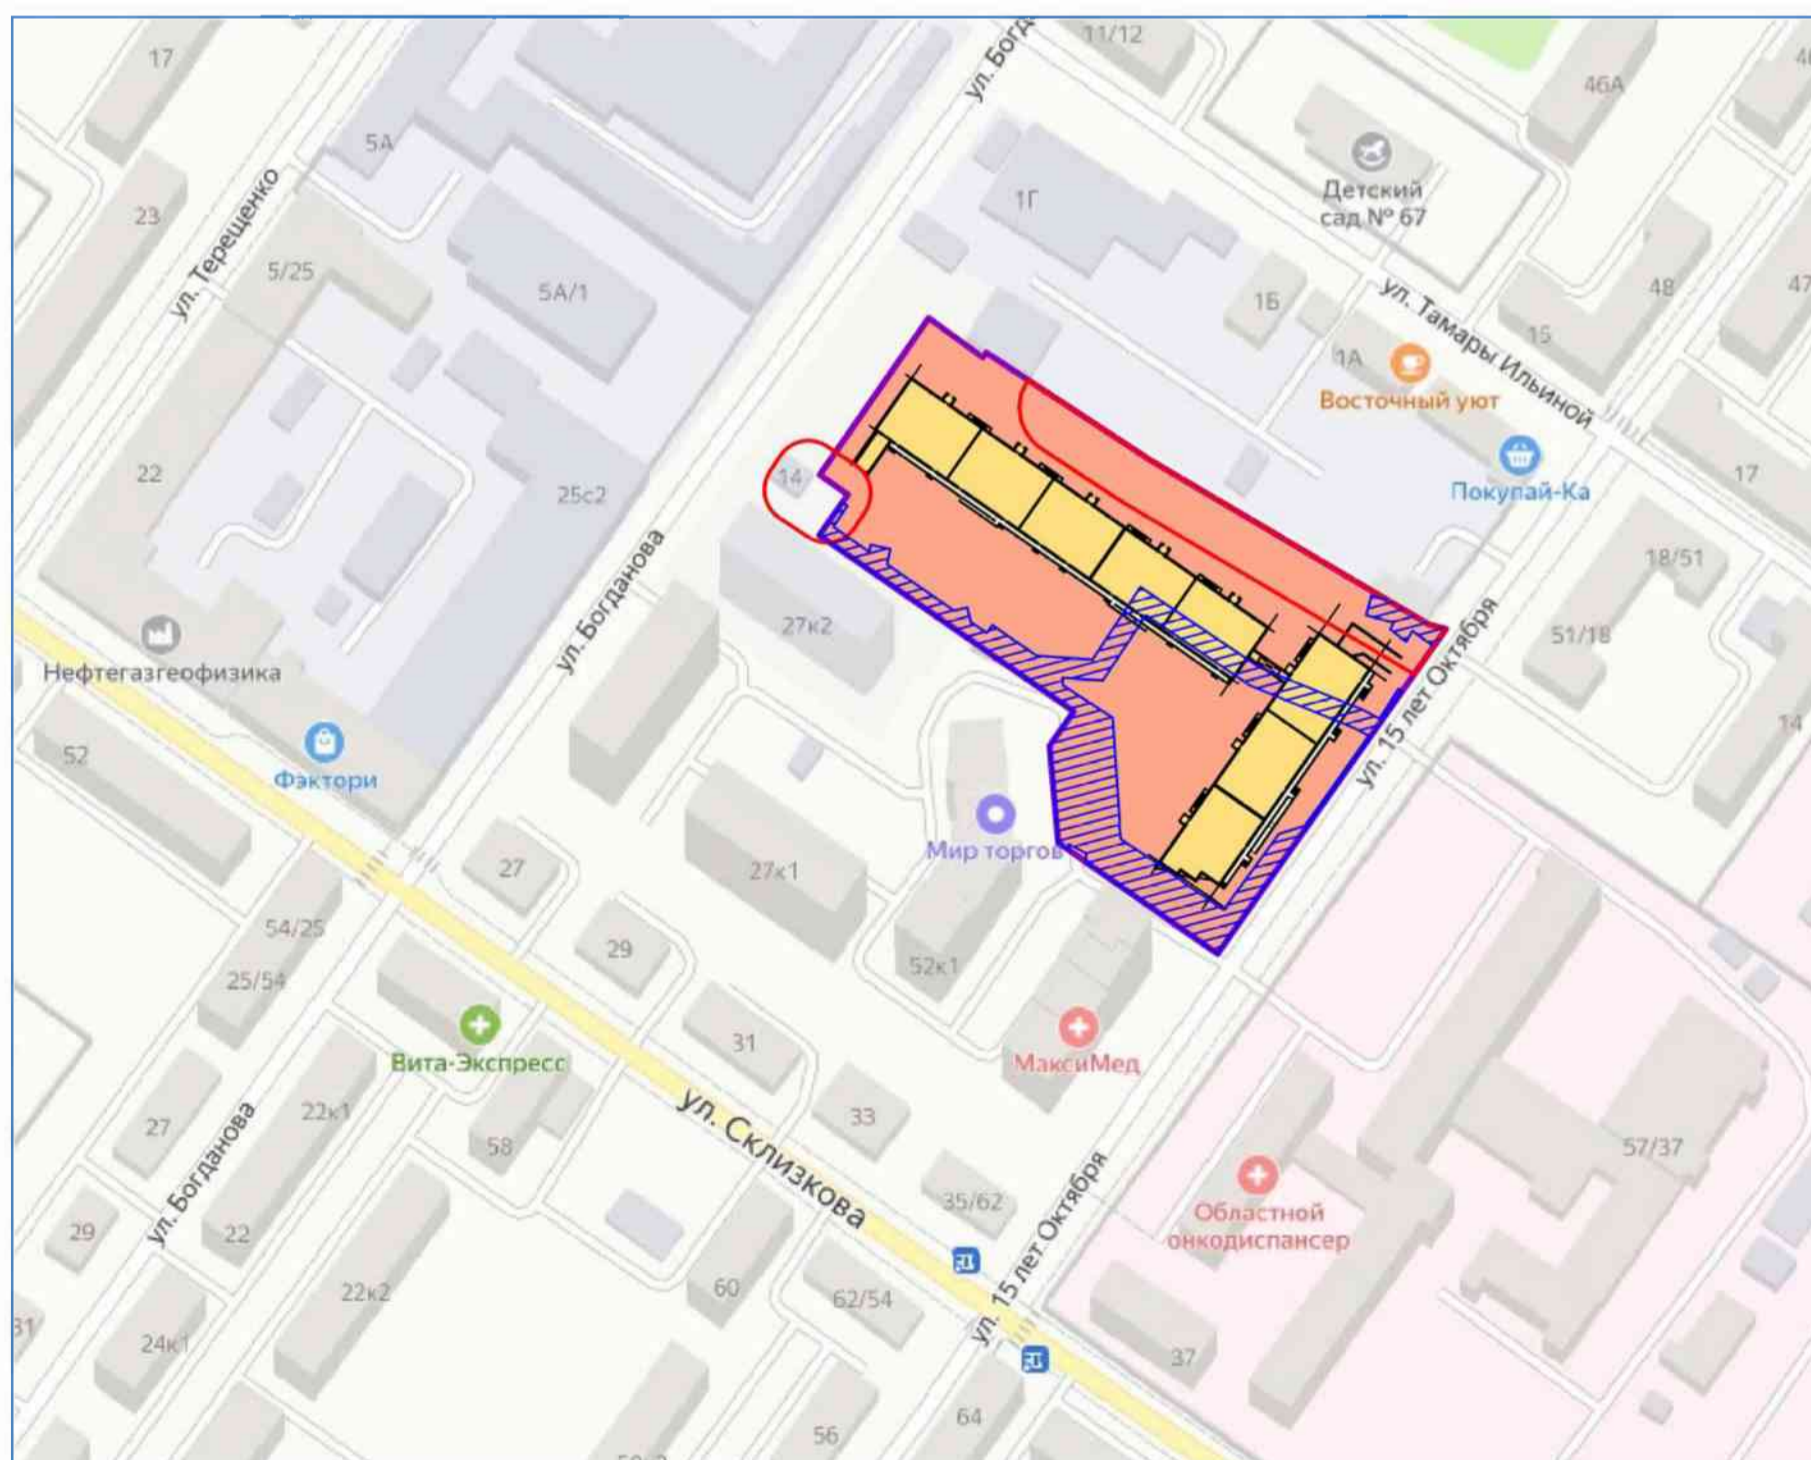 17
11/12
ул. Богд
46А
5А
Детский
сад № 67
1Г
23
ул. Терещенко
5/25
5А/1
1Б
48
47
ул. Тамары Ильиной
15
1А
Восточный уют
22
14
25с2
Покупай-Ка
17
ул. Богданова
18/51
27к2
51/18
Нефтегазгеофизика
ул. 15 лет Октября
52
14
Фэктори
Мир торгов
27
27к1
54/25
29
52к1
25/54
Вита-Экспресс
31
МаксиМед
27
22к1
33
58
ул. Склизкова
57/37
ул. Богданова
35/62
Областной
онкодиспансер
29
22
ул. 15 лет Октября
22к2
60
62/54
31
24к1
37
64
56